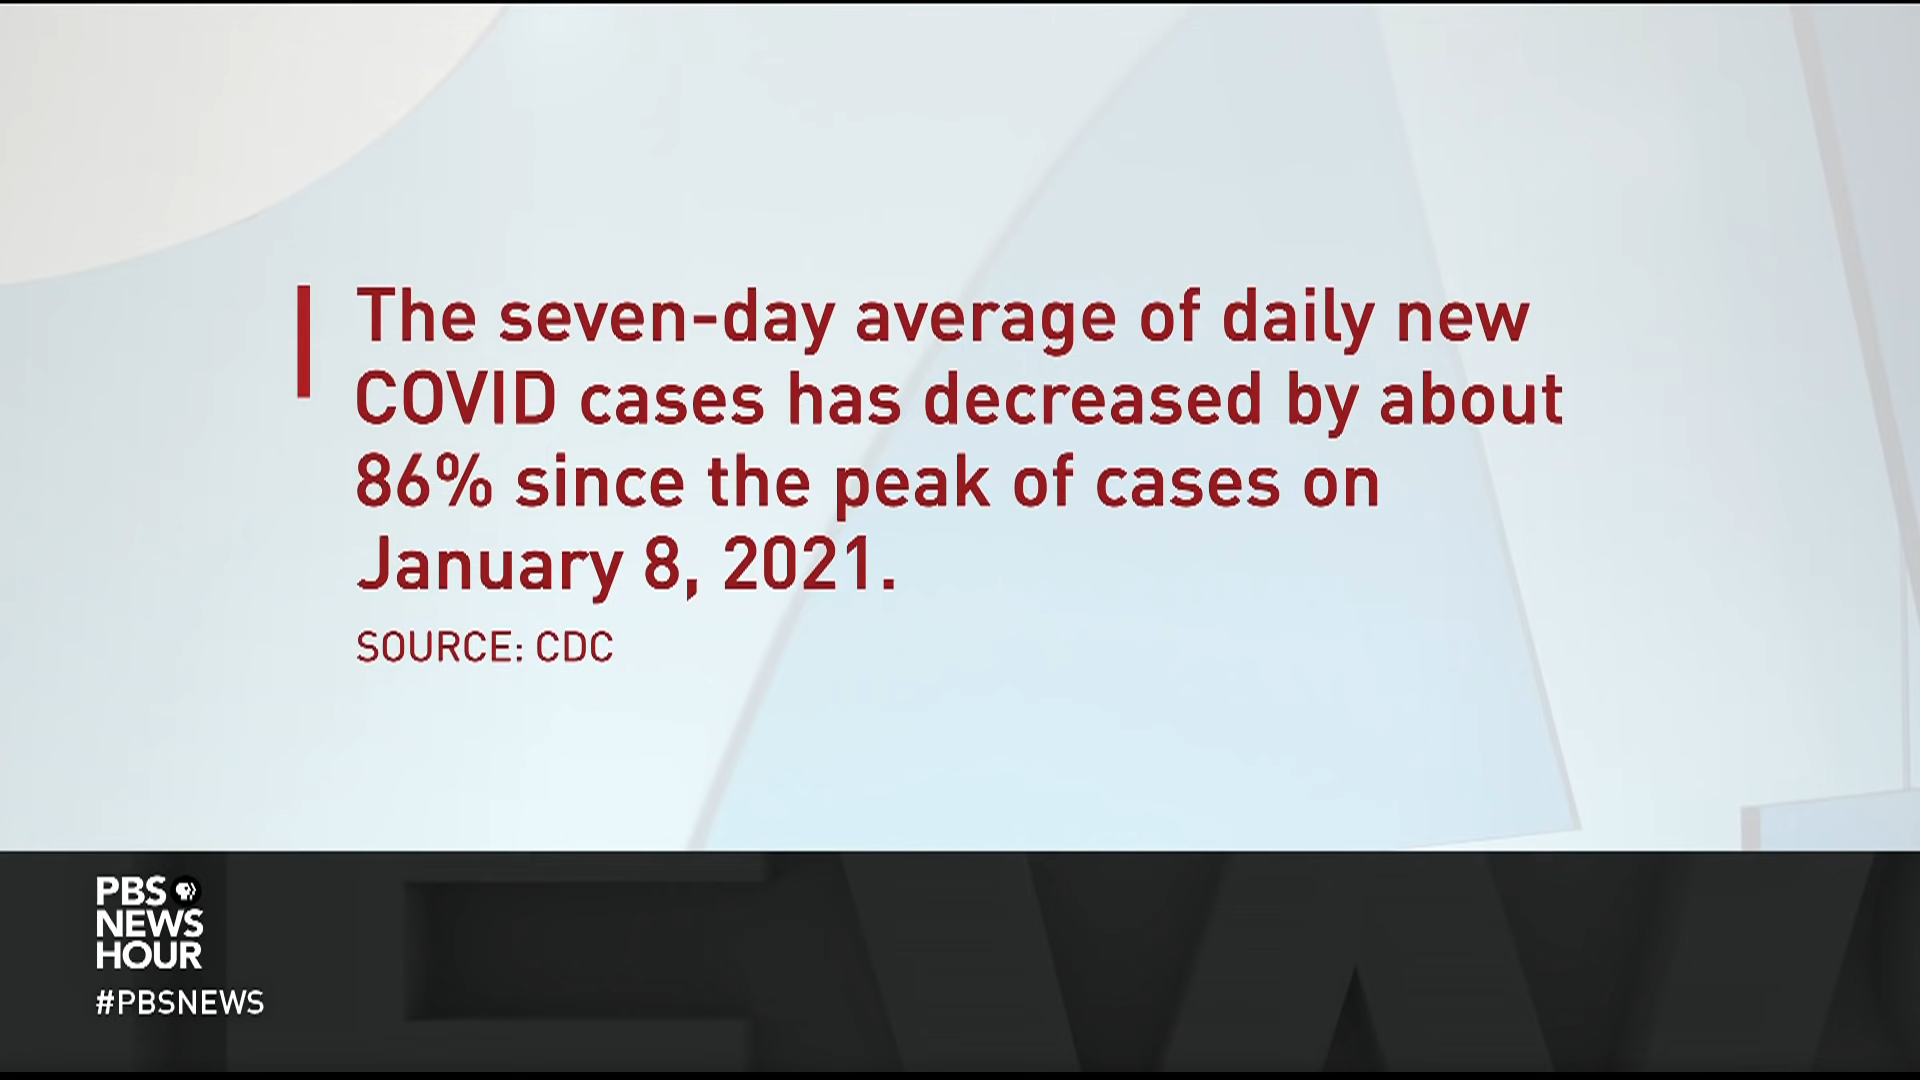 The seven-day average of daily new
COVID cases has decreased by about
86% since the peak of cases on
January 8, 2021.
SOURCE: CDC
PBS
NEWS
HOUR
#PBSNEWS